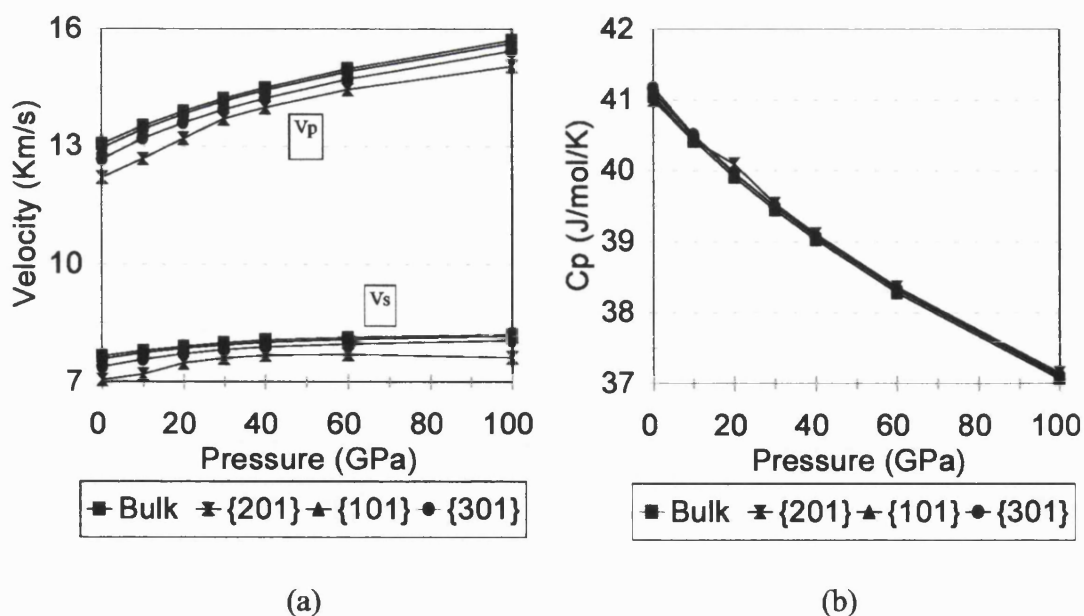 16
13
10
7
Velocity (Km/s)
Vp
Vs
0 20 40 60 80 100
Pressure (GPa)
Bulk {201} {101} {301}
(a)
42
41
40
39
38
37
Cp (J/mol/K)
0 20 40 60 80 100
Pressure (GPa)
Bulk {201} {101} {301}
(b)